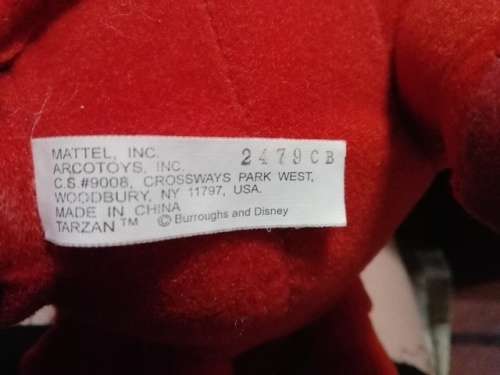 MATTEL, INC. 2479CB
ARCOTOYS, INC.
C.S.#9008, CROSSWAYS PARK WEST,
WOODBURY, NY 11797, USA.
MADE IN CHINA
TARZAN™ © Burroughs and Disney